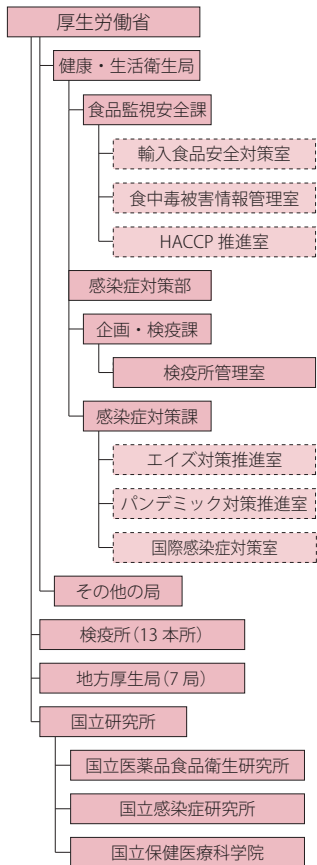 厚生労働省
健康・生活衛生局
食品監視安全課
輸入食品安全対策室
食中毒被害情報管理室
HACCP 推進室
感染症対策部
企画・検疫課
検疫所管理室
感染症対策課
エイズ対策推進室
パンデミック対策推進室
国際感染症対策室
その他の局
検疫所(13 本所)
地方厚生局(7 局)
国立研究所
国立医薬品食品衛生研究所
国立感染症研究所
国立保健医療科学院